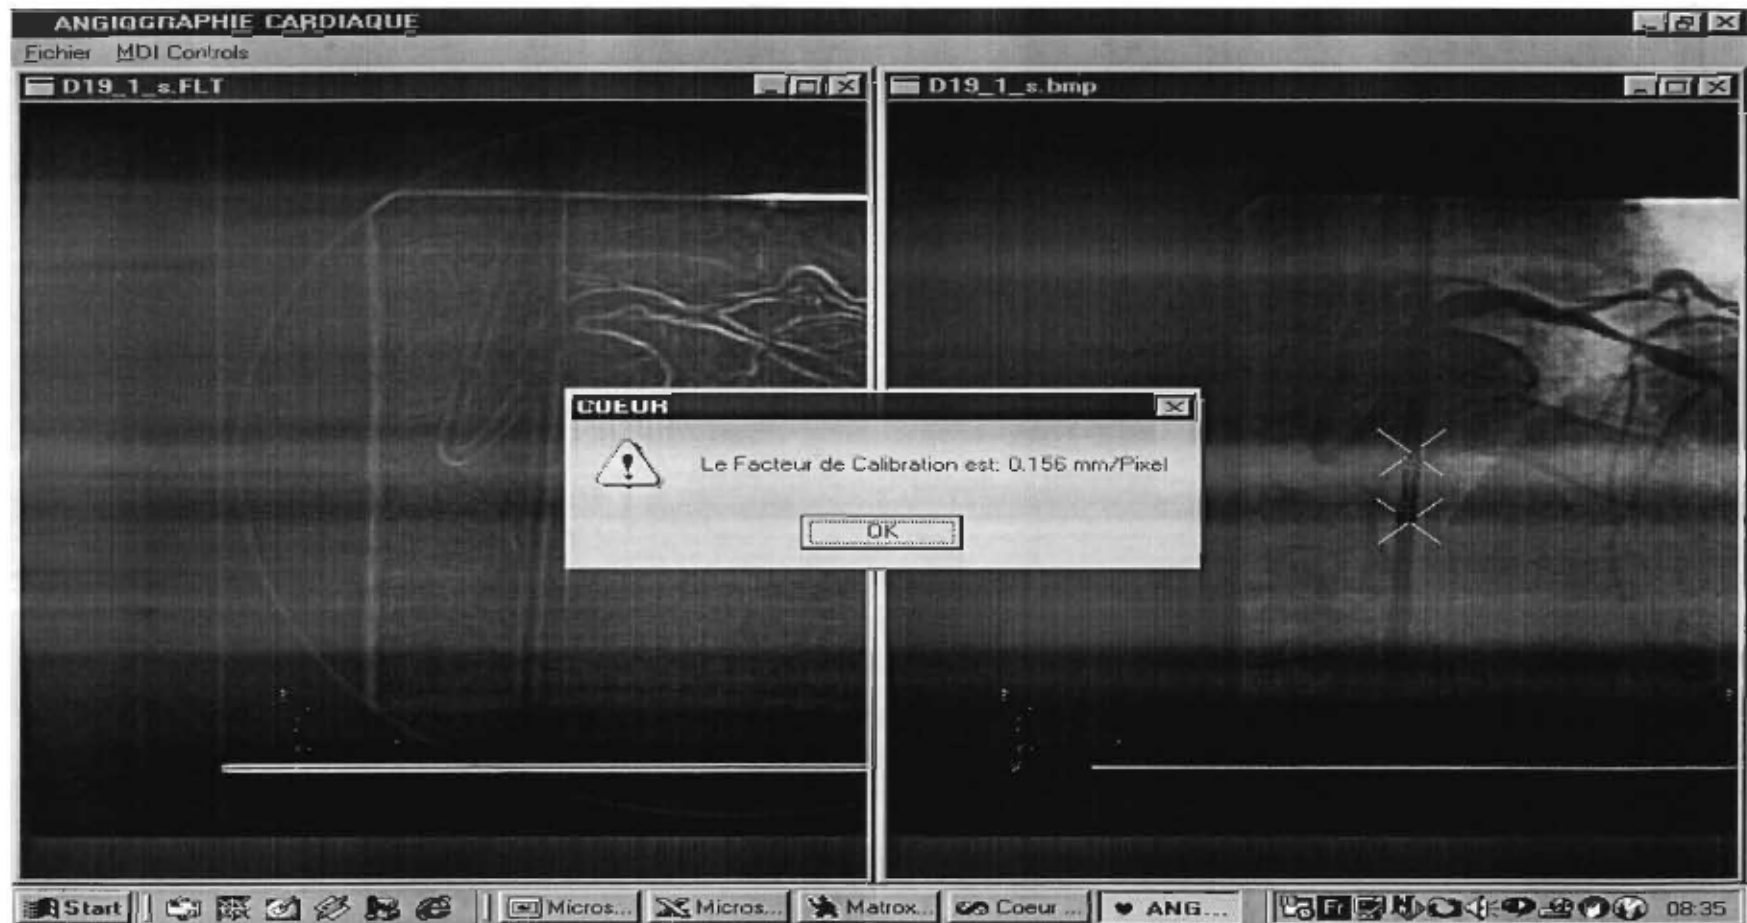 ANGIOGRAPHIE CARDIAQUE
Fichier MDI Controls
D19_1_s.FLT
D19_1_s.bmp
COEUR
Le Facteur de Calibration est: 0.156 mm/Pixel
OK
Start
Micros...
Micros...
Matrox...
Coeur ...
ANG...
Fr
08:35